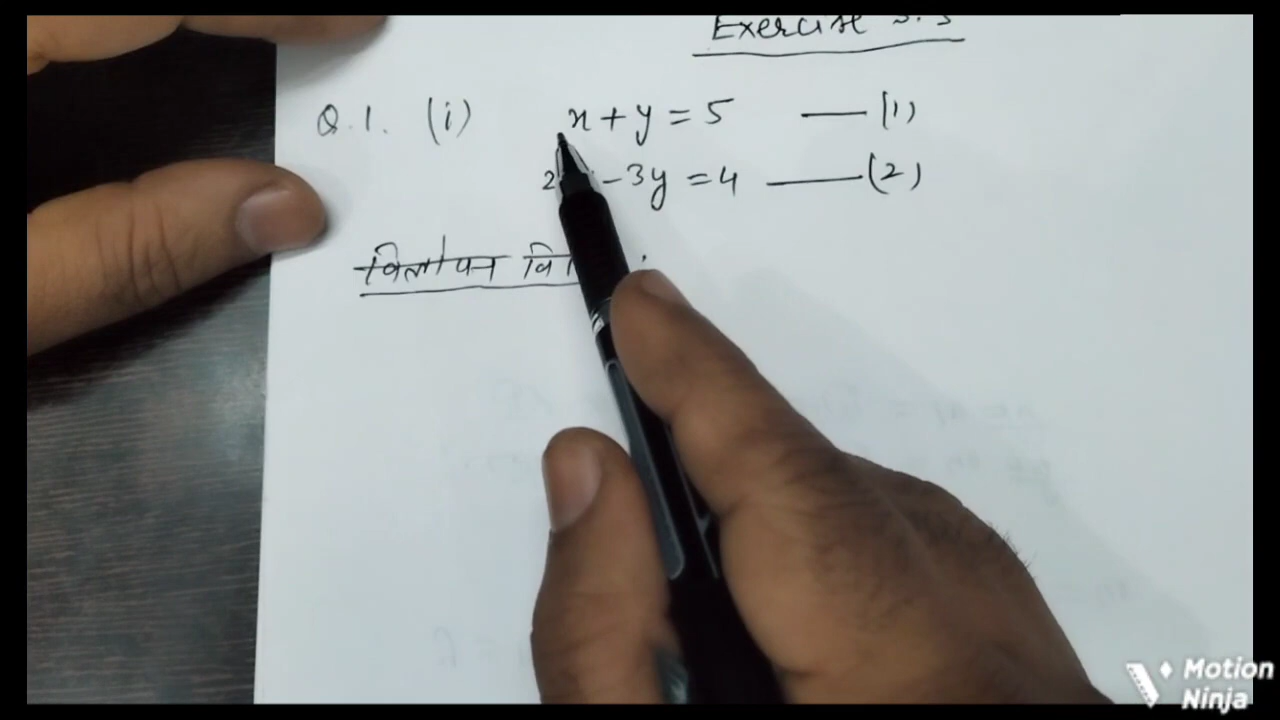 Exercise 3.3
Q.1. (i) x + y = 5 —— (1)
- 3y = 4 —— (2)
विलोपन
Motion
Ninja